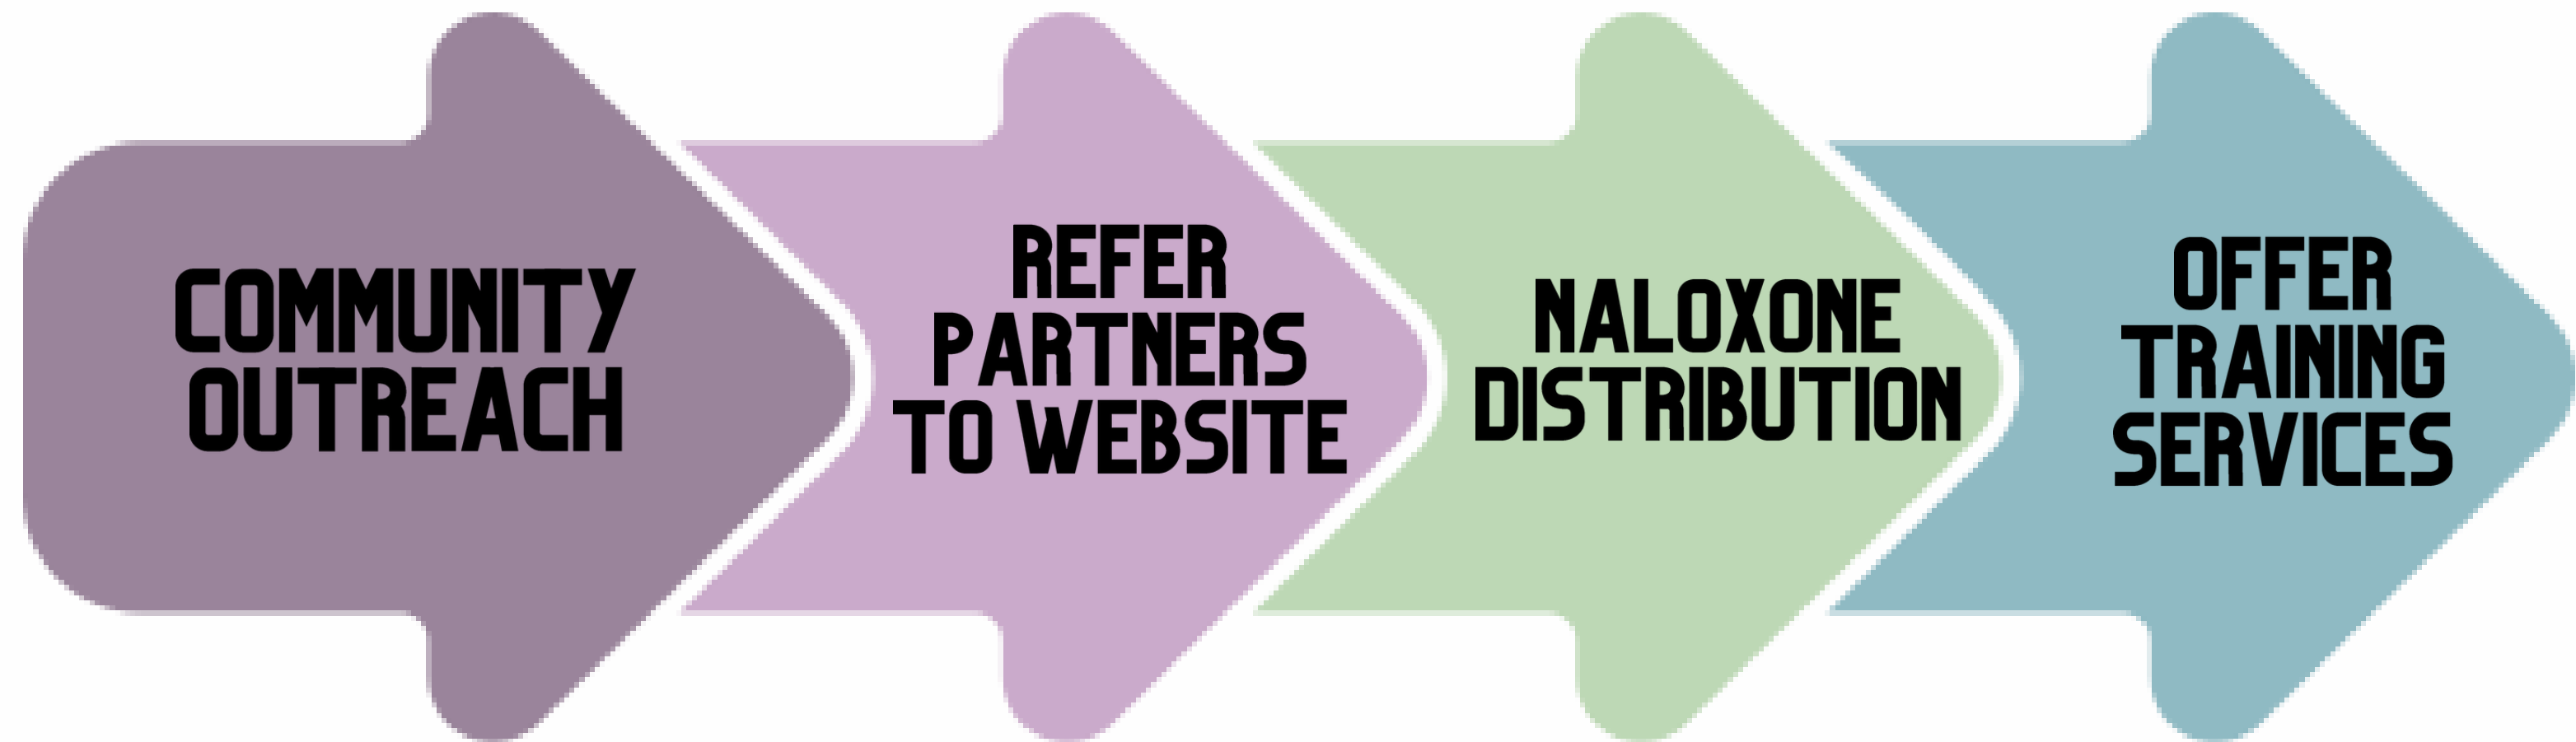 COMMUNITY
OUTREACH
REFER
PARTNERS
TO WEBSITE
NALOXONE
DISTRIBUTION
OFFER
TRAINING
SERVICES